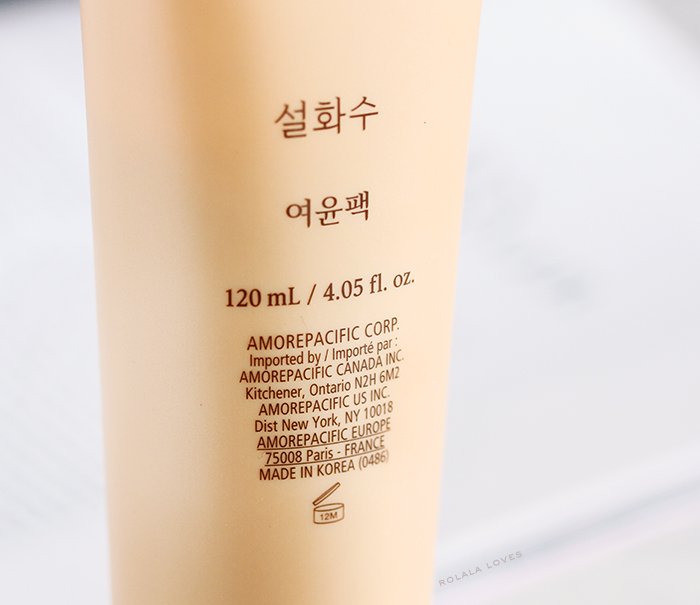 설화수
여윤팩
120 mL / 4.05 fl. oz.
AMOREPACIFIC CORP.
Imported by / Importé par :
AMOREPACIFIC CANADA INC.
Kitchener, Ontario N2H 6M2
AMOREPACIFIC US INC.
Dist New York, NY 10018
AMOREPACIFIC EUROPE
75008 Paris - FRANCE
MADE IN KOREA (0486)
12M
ROLALA LOVES